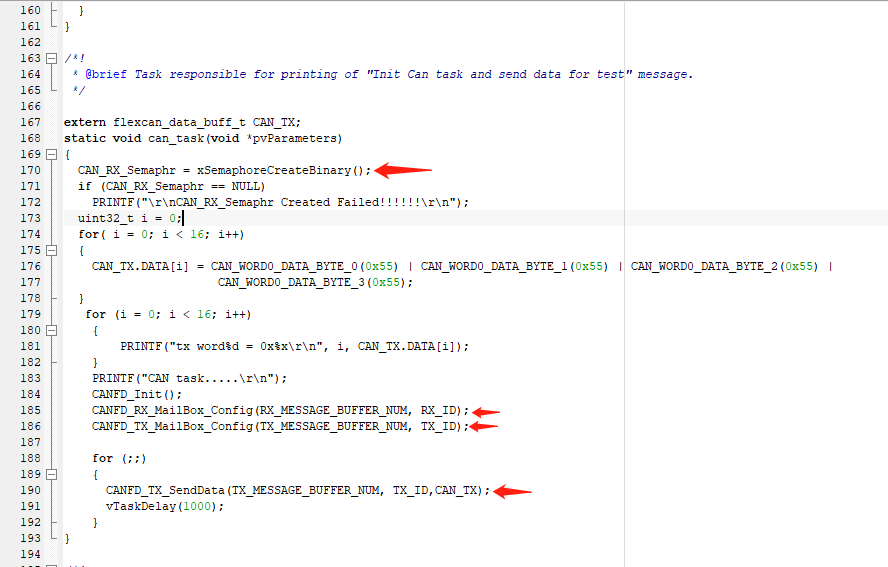 160 }
161 }
162
163 /*!
164 * @brief Task responsible for printing of "Init Can task and send data for test" message.
165 */
166
167 extern flexcan_data_buff_t CAN_TX;
168 static void can_task(void *pvParameters)
169 {
170 CAN_RX_Semaphr = xSemaphoreCreateBinary();
171 if (CAN_RX_Semaphr == NULL)
172 PRINTF("\r\nCAN_RX_Semaphr Created Failed!!!!!!\r\n");
173 uint32_t i = 0;
174 for( i = 0; i < 16; i++)
175 {
176 CAN_TX.DATA[i] = CAN_WORD0_DATA_BYTE_0(0x55) | CAN_WORD0_DATA_BYTE_1(0x55) | CAN_WORD0_DATA_BYTE_2(0x55) |
177 CAN_WORD0_DATA_BYTE_3(0x55);
178 }
179 for (i = 0; i < 16; i++)
180 {
181 PRINTF("tx word%d = 0x%x\r\n", i, CAN_TX.DATA[i]);
182 }
183 PRINTF("CAN task.....\r\n");
184 CANFD_Init();
185 CANFD_RX_MailBox_Config(RX_MESSAGE_BUFFER_NUM, RX_ID);
186 CANFD_TX_MailBox_Config(TX_MESSAGE_BUFFER_NUM, TX_ID);
187
188 for (;;)
189 {
190 CANFD_TX_SendData(TX_MESSAGE_BUFFER_NUM, TX_ID,CAN_TX);
191 vTaskDelay(1000);
192 }
193 }
194